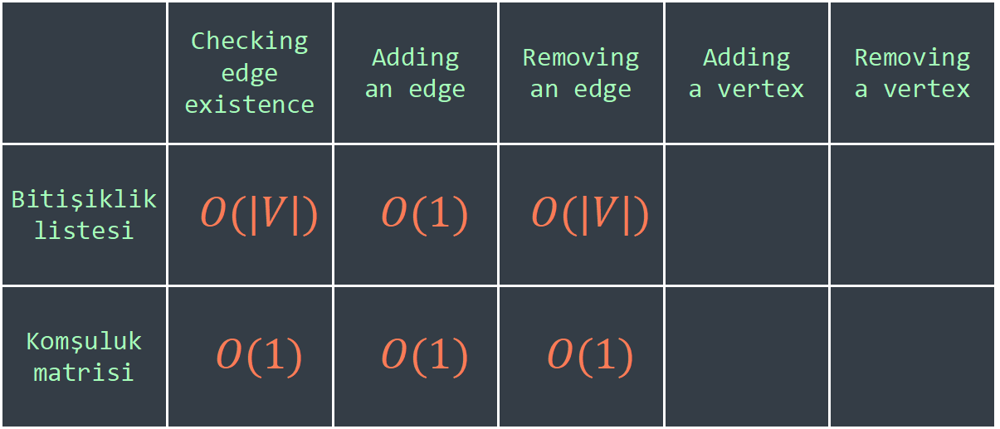 Checking
edge
existence
Adding
an edge
Removing
an edge
Adding
a vertex
Removing
a vertex
Bitişiklik
listesi
O(|V|)
O(1)
O(|V|)
Komşuluk
matrisi
O(1)
O(1)
O(1)